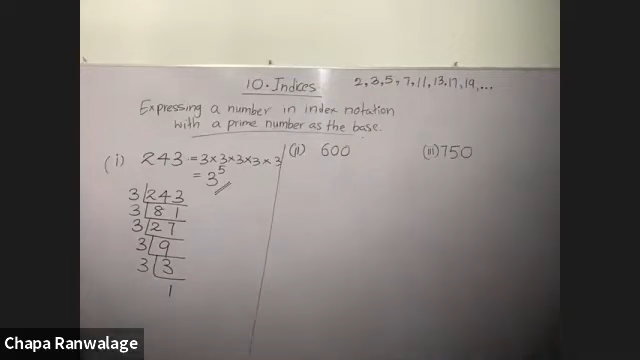 10. Indices
2, 3, 5, 7, 11, 13, 17, 19, ...
Expressing a number in index notation
with a prime number as the base.
(i) 243 = 3 × 3 × 3 × 3 × 3
= 3⁵
3 243
3 81
3 27
3 9
3 3
1
(ii) 600
(iii) 750
Chapa Ranwalage